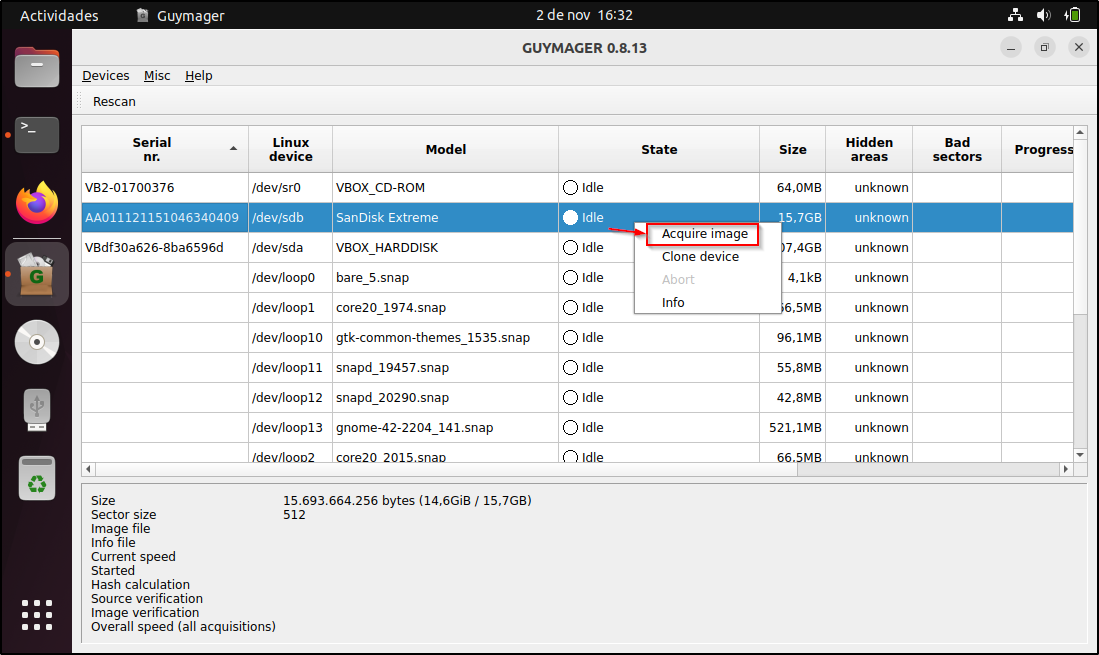 Actividades Guymager 2 de nov 16:32
GUYMAGER 0.8.13
Devices Misc Help
Rescan
Serial nr. Linux device Model State Size Hidden areas Bad sectors Progress
VB2-01700376 /dev/sr0 VBOX_CD-ROM Idle 64,0MB unknown
AA011121151046340409 /dev/sdb SanDisk Extreme Idle 15,7GB unknown
VBdf30a626-8ba6596d /dev/sda VBOX_HARDDISK Idle 07,4GB unknown
/dev/loop0 bare_5.snap Idle 4,1kB unknown
/dev/loop1 core20_1974.snap Idle 66,5MB unknown
/dev/loop10 gtk-common-themes_1535.snap Idle 96,1MB unknown
/dev/loop11 snapd_19457.snap Idle 55,8MB unknown
/dev/loop12 snapd_20290.snap Idle 42,8MB unknown
/dev/loop13 gnome-42-2204_141.snap Idle 521,1MB unknown
/dev/loop2 core20_2015.snap Idle 66,5MB unknown
Acquire image
Clone device
Abort
Info
Size 15.693.664.256 bytes (14,6GiB / 15,7GB)
Sector size 512
Image file
Info file
Current speed
Started
Hash calculation
Source verification
Image verification
Overall speed (all acquisitions)